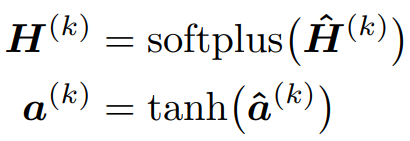 H^(k) = softplus(Ĥ^(k))
a^(k) = tanh(â^(k))